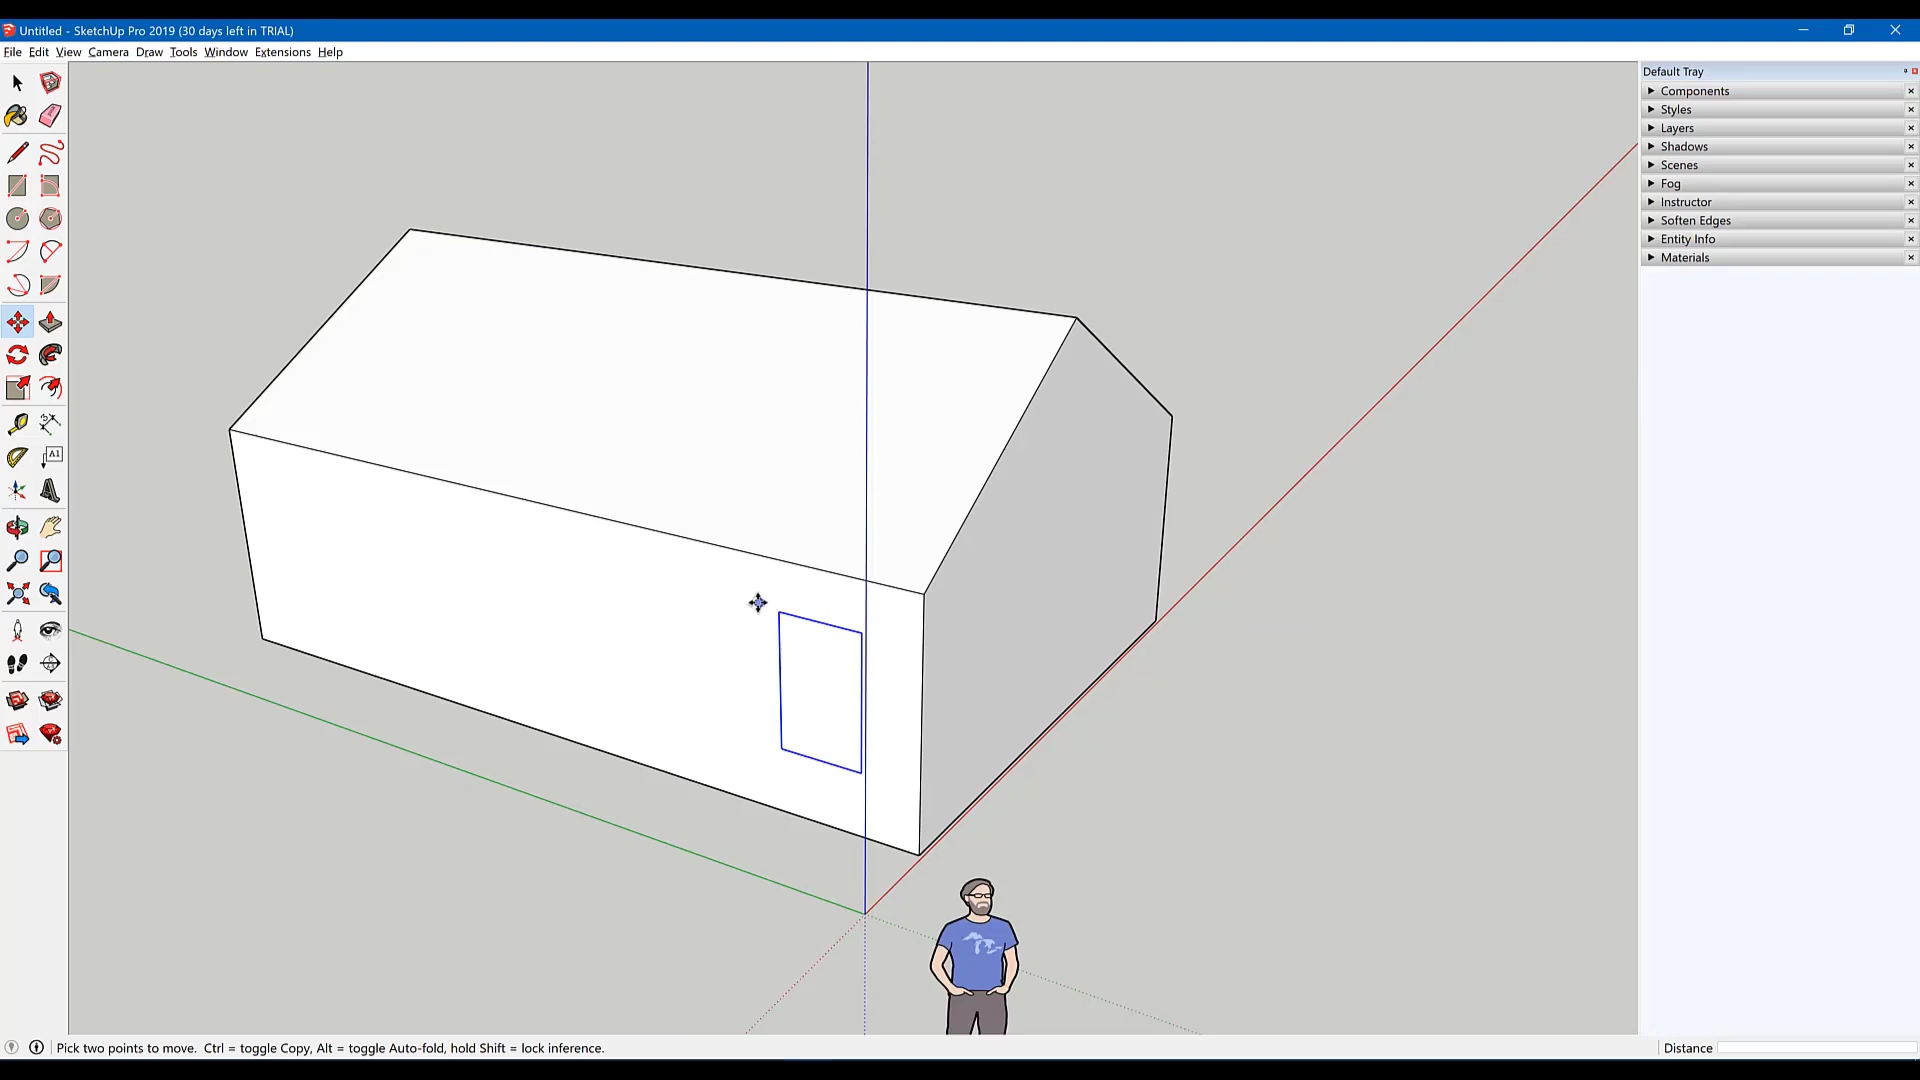 Untitled - SketchUp Pro 2019 (30 days left in TRIAL)
File Edit View Camera Draw Tools Window Extensions Help
Default Tray
Components
Styles
Layers
Shadows
Scenes
Fog
Instructor
Soften Edges
Entity Info
Materials
A1
Pick two points to move. Ctrl = toggle Copy, Alt = toggle Auto-fold, hold Shift = lock inference.
Distance